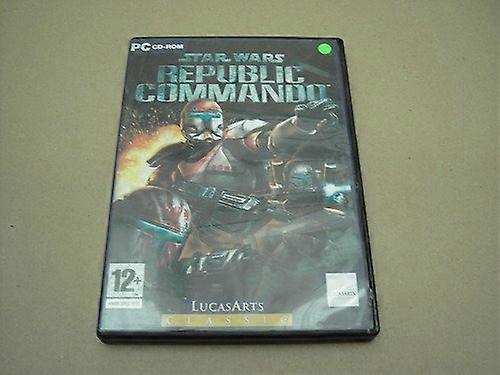 PC CD-ROM
STAR WARS
REPUBLIC
COMMANDO
12+
LUCASARTS
CLASSIC